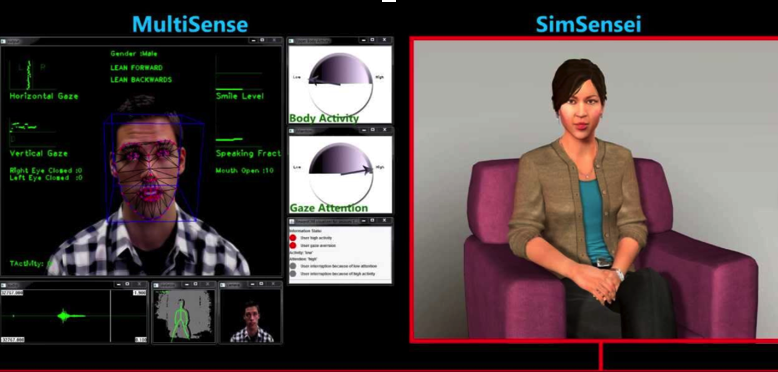 MultiSense
SimSensei
Gender :Male
LEAN FORWARD
LEAN BACKWARDS
Horizontal Gaze
Smile Level
Vertical Gaze
Speaking Fract
Right Eye Closed :0
Left Eye Closed :0
Mouth Open :10
TActivity:
Low
High
Body Activity
Low
High
Gaze Attention
Information State:
User high activity
User gaze aversion
Activity: 'low'
Attention: 'high'
User interruption because of low attention
User interruption because of high activity